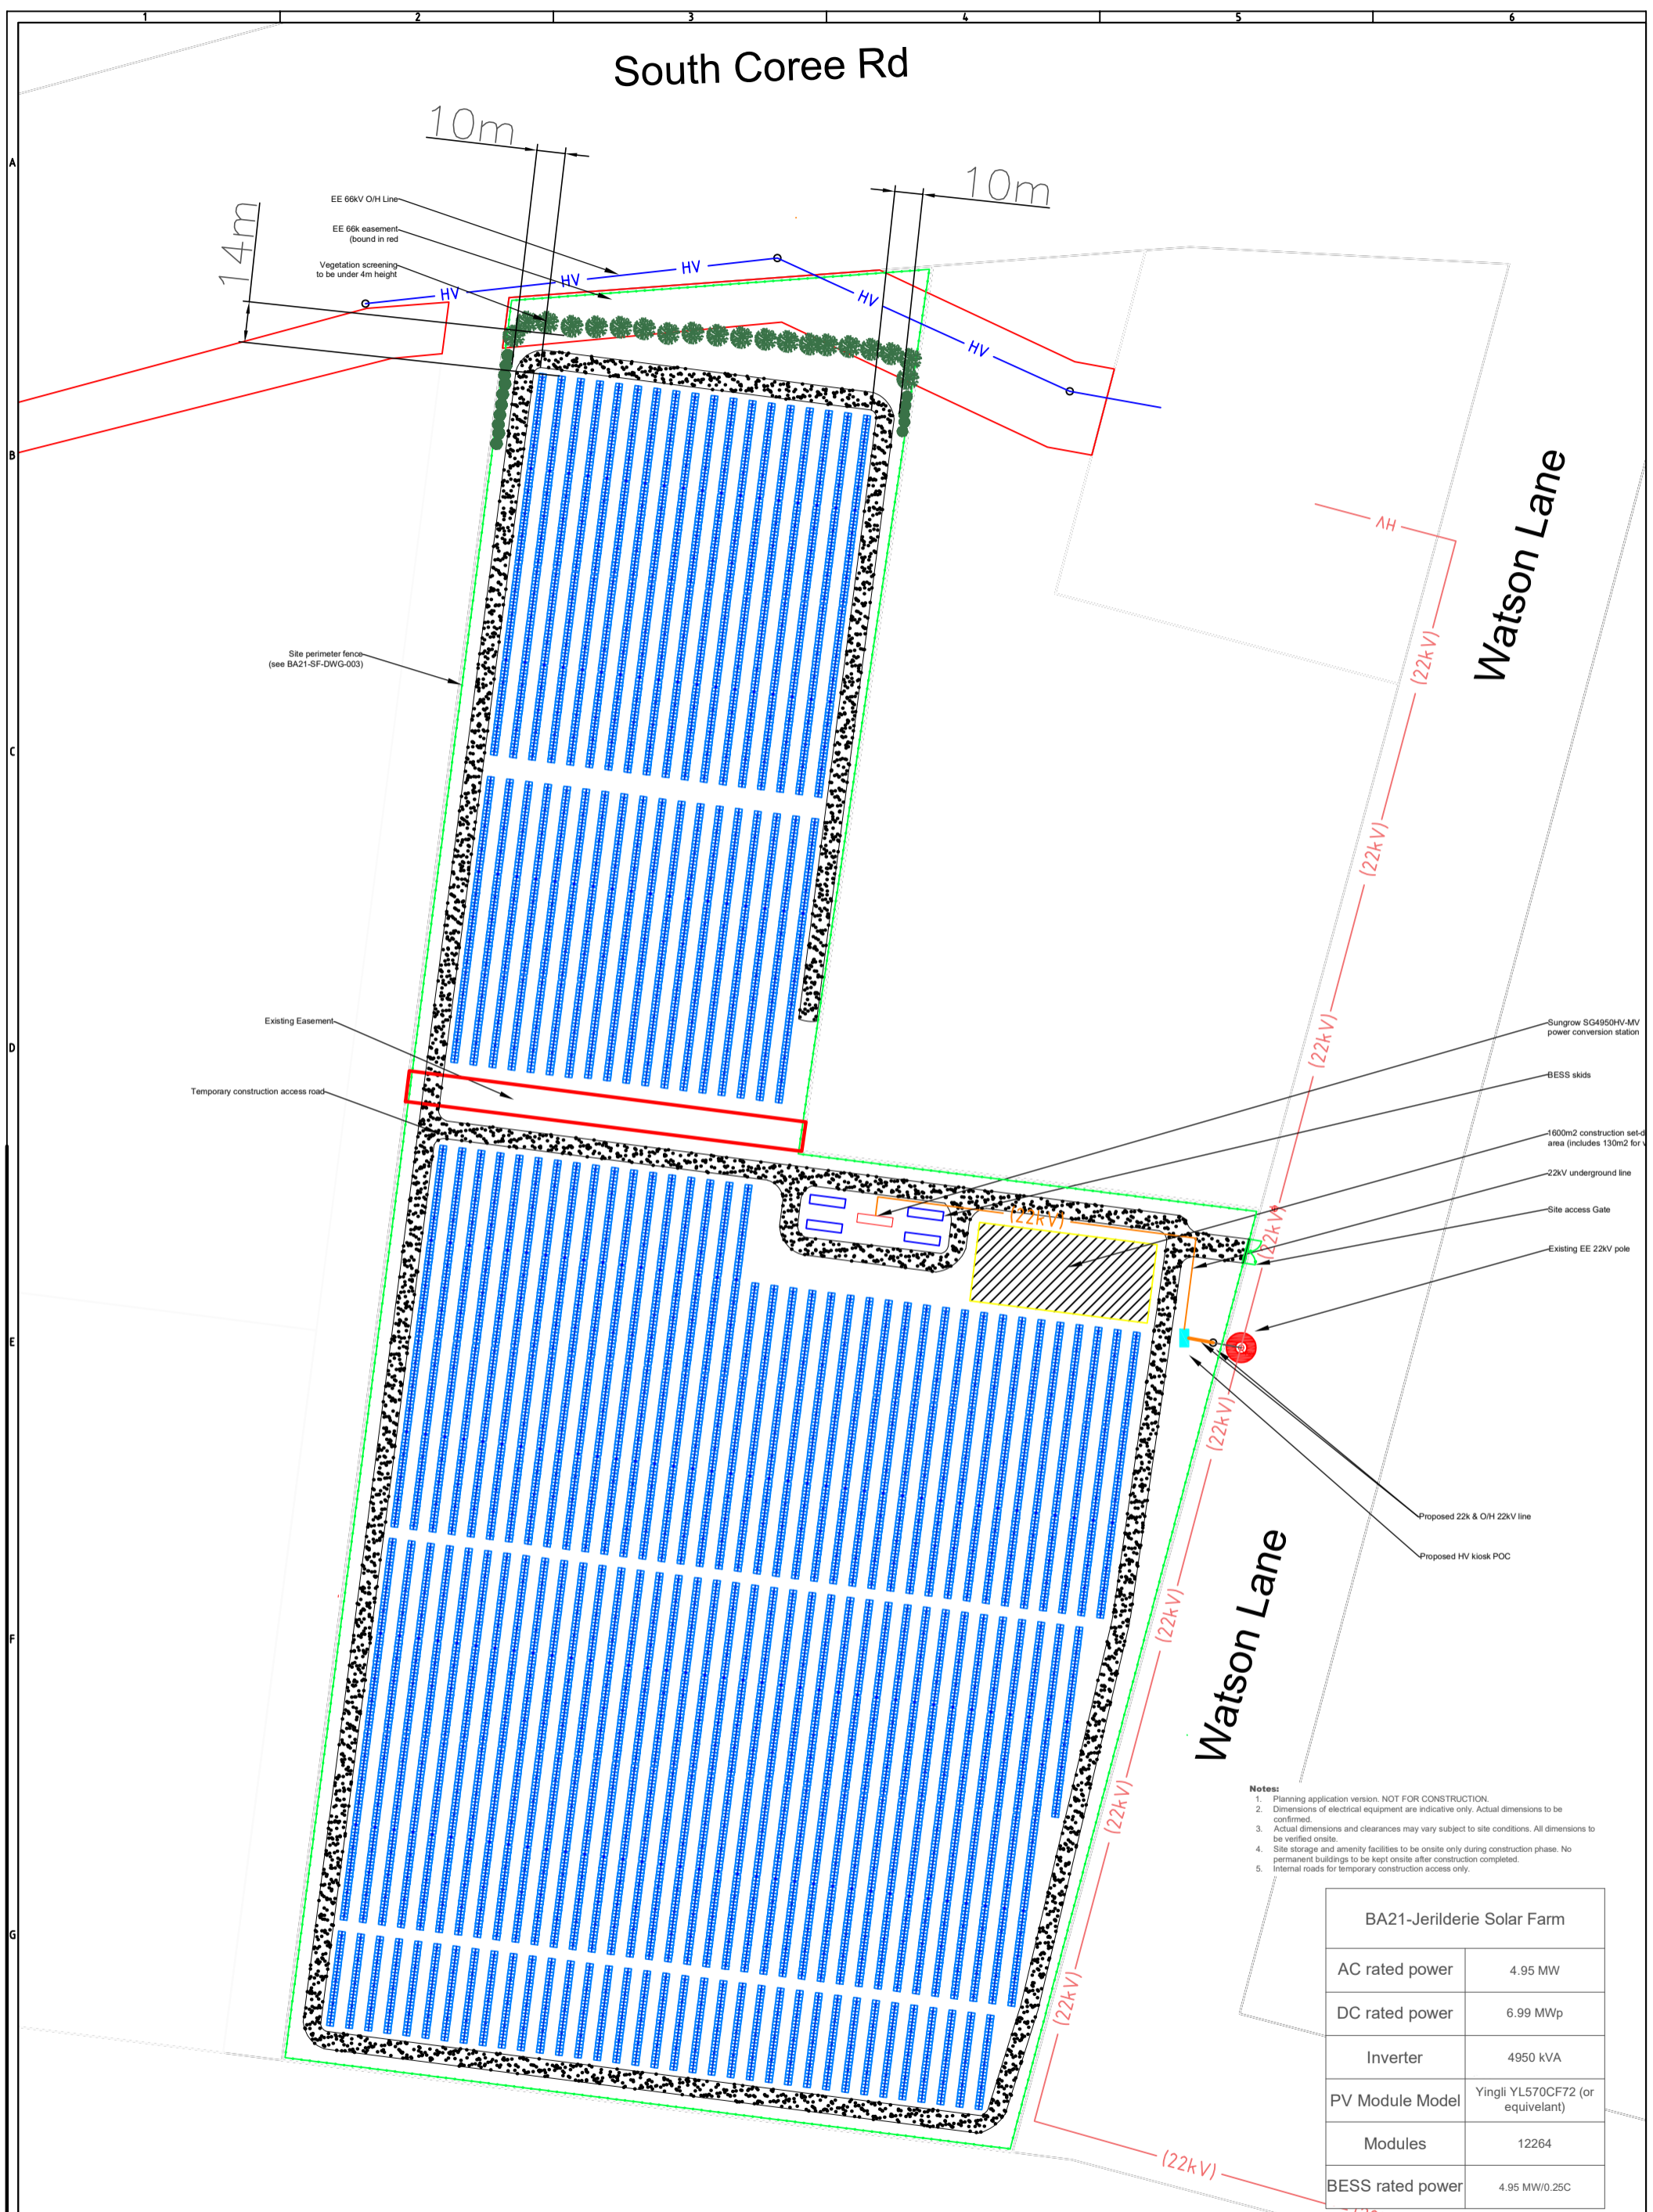 1 2 3 4 5 6
South Coree Rd
10m
10m
14m
A
EE 66kV O/H Line
EE 66k easement
(bound in red
Vegetation screening
to be under 4m height
HV HV HV
HV
HV
B
HV
Watson Lane
Site perimeter fence
(see BA21-SF-DWG-003)
(22kV)
C
(22kV)
Existing Easement
D
(22kV)
Sungrow SG4950HV-MV
power conversion station
BESS skids
Temporary construction access road
1600m2 construction set-d
area (includes 130m2 for v
22kV underground line
(22kV)
Site access Gate
(22kV)
Existing EE 22kV pole
E
(22kV)
Proposed 22k & O/H 22kV line
Proposed HV kiosk POC
F
(22kV)
Watson Lane
(22kV)
Notes:
1. Planning application version. NOT FOR CONSTRUCTION.
2. Dimensions of electrical equipment are indicative only. Actual dimensions to be
confirmed.
3. Actual dimensions and clearances may vary subject to site conditions. All dimensions to
be verified onsite.
4. Site storage and amenity facilities to be onsite only during construction phase. No
permanent buildings to be kept onsite after construction completed.
5. Internal roads for temporary construction access only.
G
(22kV)
BA21-Jerilderie Solar Farm
AC rated power 4.95 MW
DC rated power 6.99 MWp
Inverter 4950 kVA
PV Module Model Yingli YL570CF72 (or
equivelant)
Modules 12264
BESS rated power 4.95 MW/0.25C
(22kV)